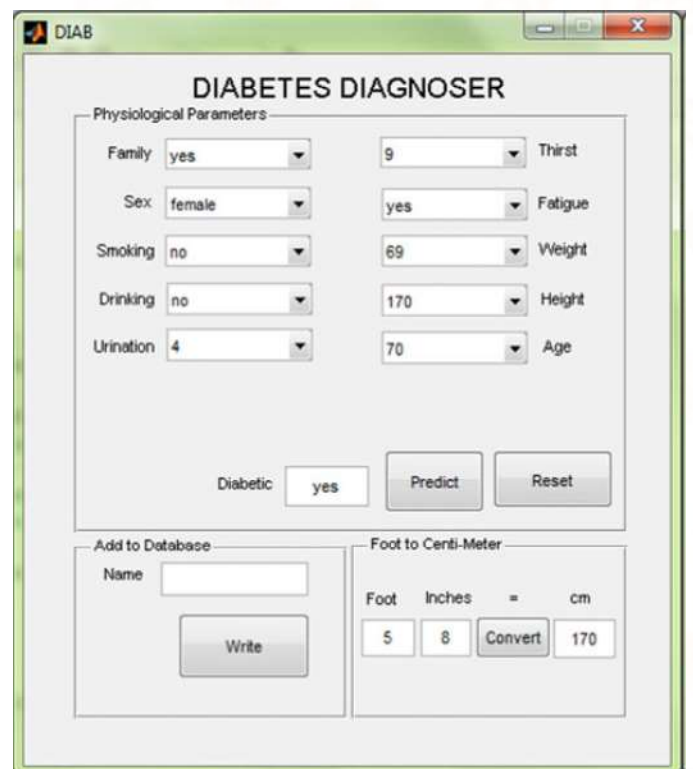 DIAB
DIABETES DIAGNOSER
Physiological Parameters
Family yes 9 Thirst
Sex female yes Fatigue
Smoking no 69 Weight
Drinking no 170 Height
Urination 4 70 Age
Diabetic yes Predict Reset
Add to Database Foot to Centi-Meter
Name
Foot Inches = cm
5 8 Convert 170
Write